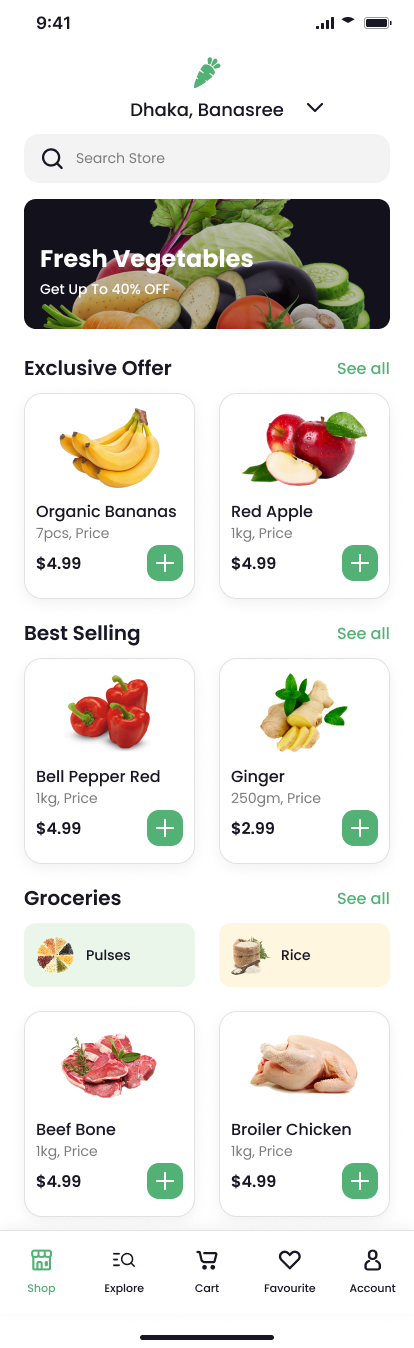 9:41
Dhaka, Banasree
Search Store
Fresh Vegetables
Get Up To 40% OFF
Exclusive Offer
See all
Organic Bananas
7pcs, Price
$4.99
Red Apple
1kg, Price
$4.99
Best Selling
See all
Bell Pepper Red
1kg, Price
$4.99
Ginger
250gm, Price
$2.99
Groceries
See all
Pulses
Rice
Beef Bone
1kg, Price
$4.99
Broiler Chicken
1kg, Price
$4.99
Shop
Explore
Cart
Favourite
Account